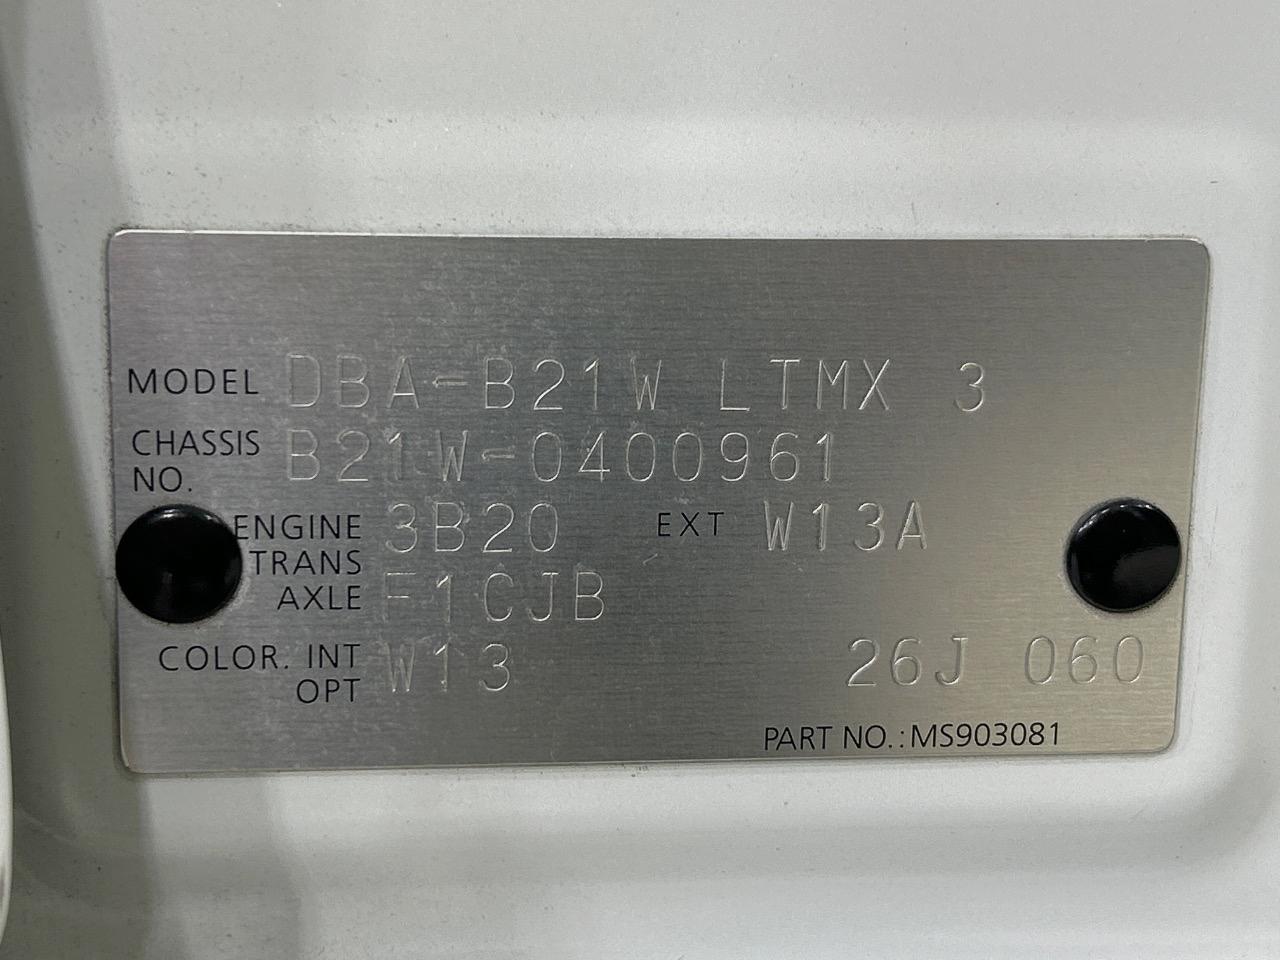 MODEL DBA-B21W LTMX 3
CHASSIS NO. B21W-0400961
ENGINE 3B20 EXT W13A
TRANS AXLE F1CJB
COLOR. INT W13 26J 060
OPT
PART NO.:MS903081